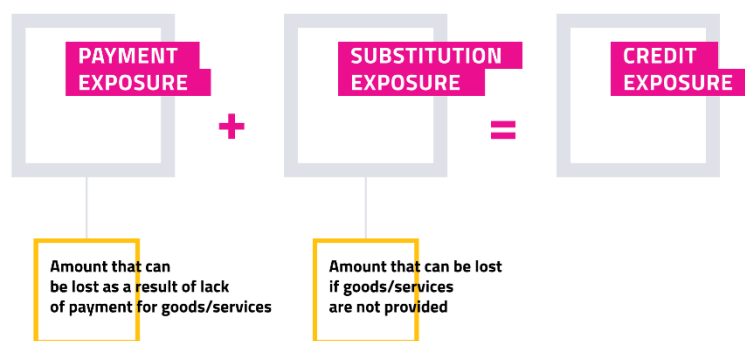 PAYMENT
EXPOSURE
+
SUBSTITUTION
EXPOSURE
=
CREDIT
EXPOSURE
Amount that can
be lost as a result of lack
of payment for goods/services
Amount that can be lost
if goods/services
are not provided